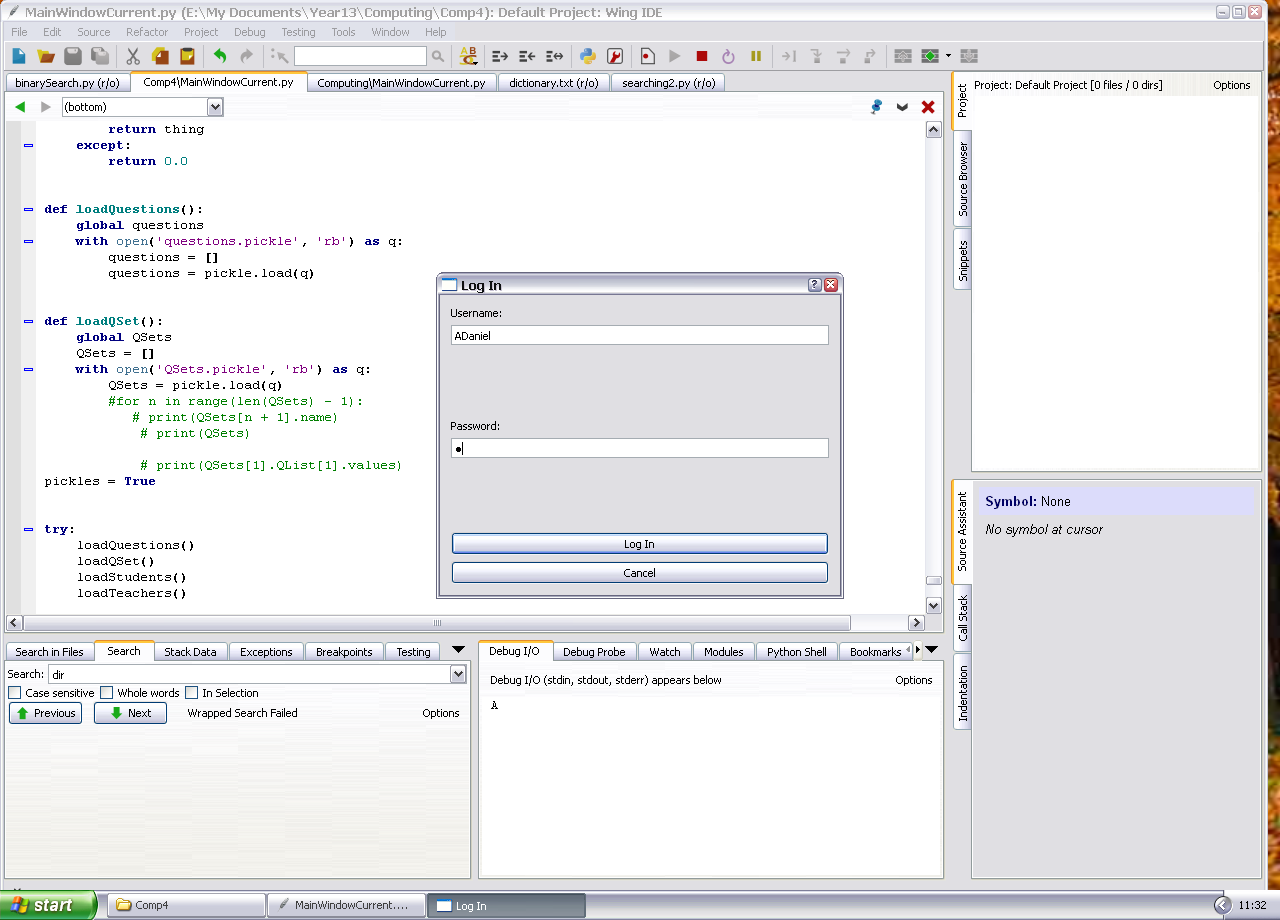 MainWindowCurrent.py (E:\My Documents\Year13\Computing\Comp4): Default Project: Wing IDE
File Edit Source Refactor Project Debug Testing Tools Window Help
binarySearch.py (r/o) Comp4\MainWindowCurrent.py Computing\MainWindowCurrent.py dictionary.txt (r/o) searching2.py (r/o)
(bottom)
return thing
except:
return 0.0
def loadQuestions():
global questions
with open('questions.pickle', 'rb') as q:
questions = []
questions = pickle.load(q)
def loadQSet():
global QSets
QSets = []
with open('QSets.pickle', 'rb') as q:
QSets = pickle.load(q)
#for n in range(len(QSets) - 1):
# print(QSets[n + 1].name)
# print(QSets)
# print(QSets[1].QList[1].values)
pickles = True
try:
loadQuestions()
loadQSet()
loadStudents()
loadTeachers()
Log In
Username:
ADaniel
Password:
Log In
Cancel
Project
Source Browser
Snippets
Project: Default Project [0 files / 0 dirs] Options
Source Assistant
Call Stack
Indentation
Symbol: None
No symbol at cursor
Search in Files Search Stack Data Exceptions Breakpoints Testing
Search: dir
Case sensitive Whole words In Selection
Previous Next Wrapped Search Failed Options
Debug I/O Debug Probe Watch Modules Python Shell Bookmarks
Debug I/O (stdin, stdout, stderr) appears below Options
A
start Comp4 MainWindowCurrent.... Log In 11:32